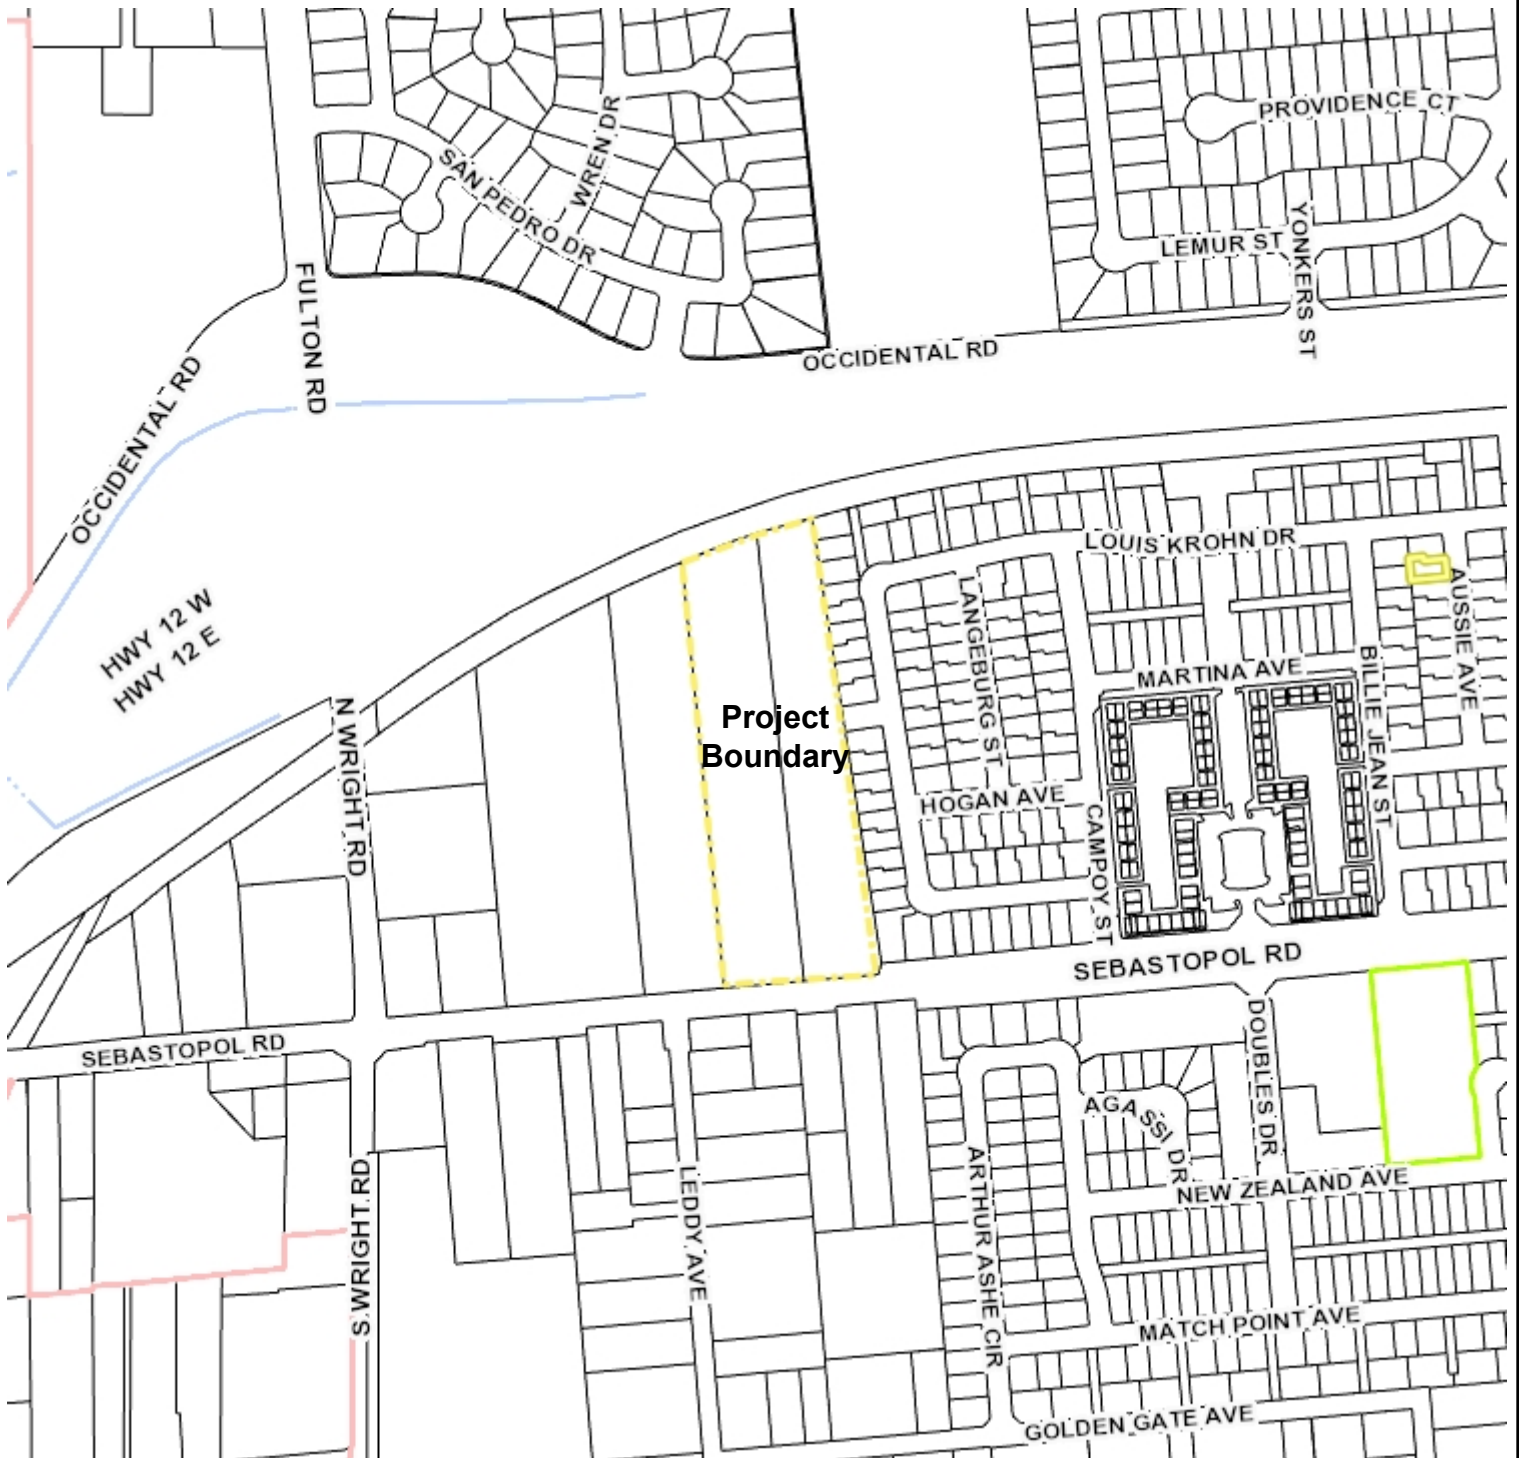 PROVIDENCE CT
WREN DR
SAN PEDRO DR
LEMUR ST
YONKERS ST
FULTON RD
OCCIDENTAL RD
OCCIDENTAL RD
LOUIS KROHN DR
AUSSIE AVE
LANGEBURG ST
HWY 12 W
HWY 12 E
MARTINA AVE
BILLIE JEAN ST
N WRIGHT RD
Project
Boundary
HOGAN AVE
CAMPOY ST
SEBASTOPOL RD
SEBASTOPOL RD
DOUBLES DR
AGASSI DR
S WRIGHT RD
LEDDY AVE
ARTHUR ASHE CIR
NEW ZEALAND AVE
MATCH POINT AVE
GOLDEN GATE AVE